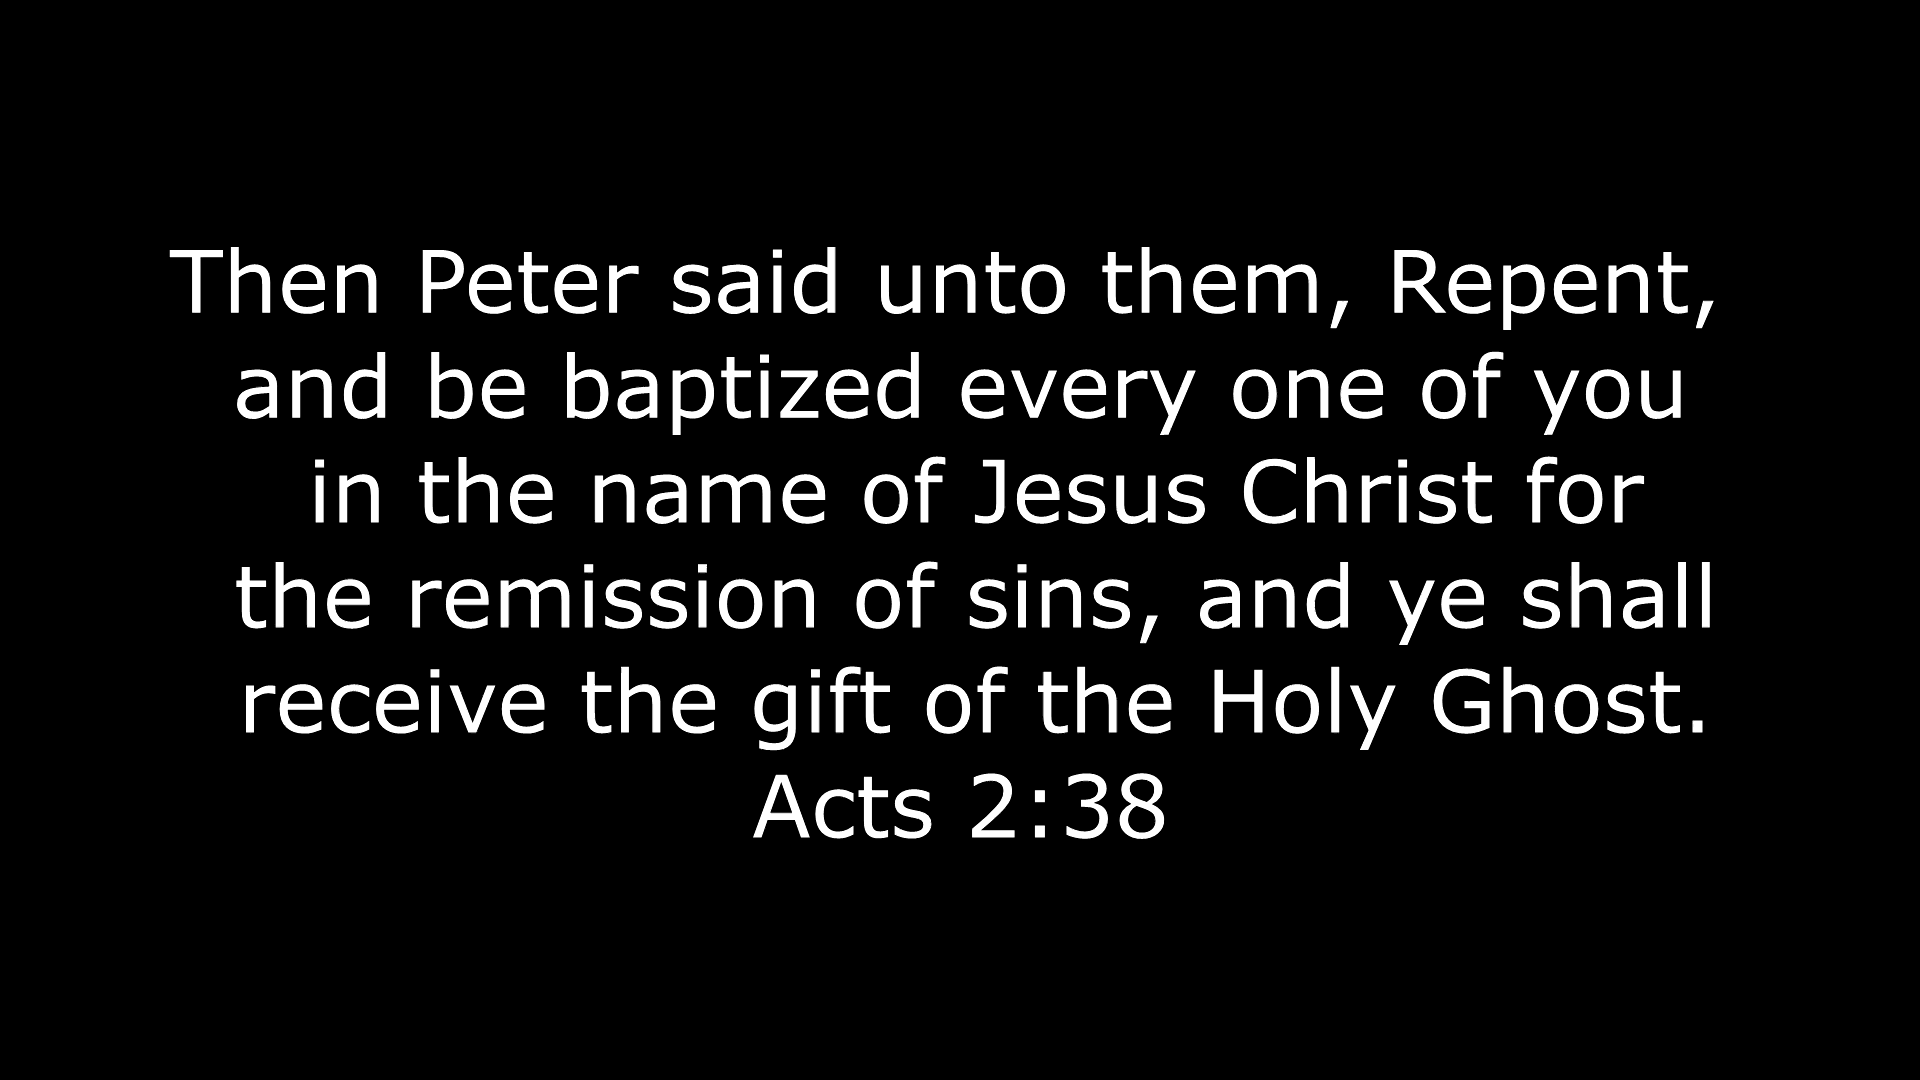 Then Peter said unto them, Repent,
and be baptized every one of you
in the name of Jesus Christ for
the remission of sins, and ye shall
receive the gift of the Holy Ghost.
Acts 2:38